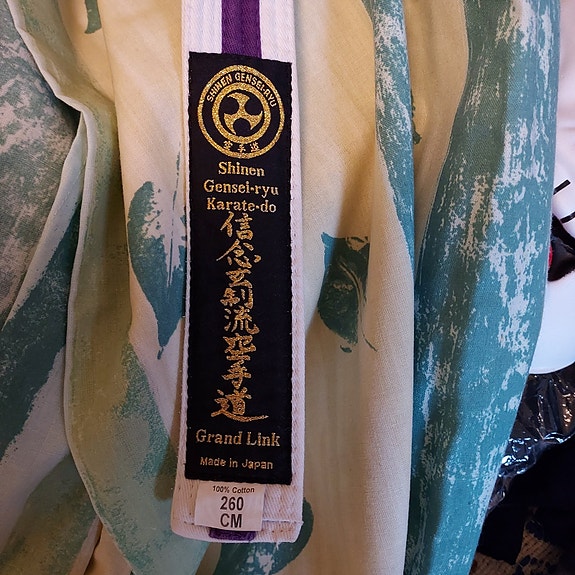 SHINEN GENSEI-RYU
空手道
Shinen
Gensei-ryu
Karate-do
信念玄制流空手道
Grand Link
Made in Japan
100% Cotton
260
CM